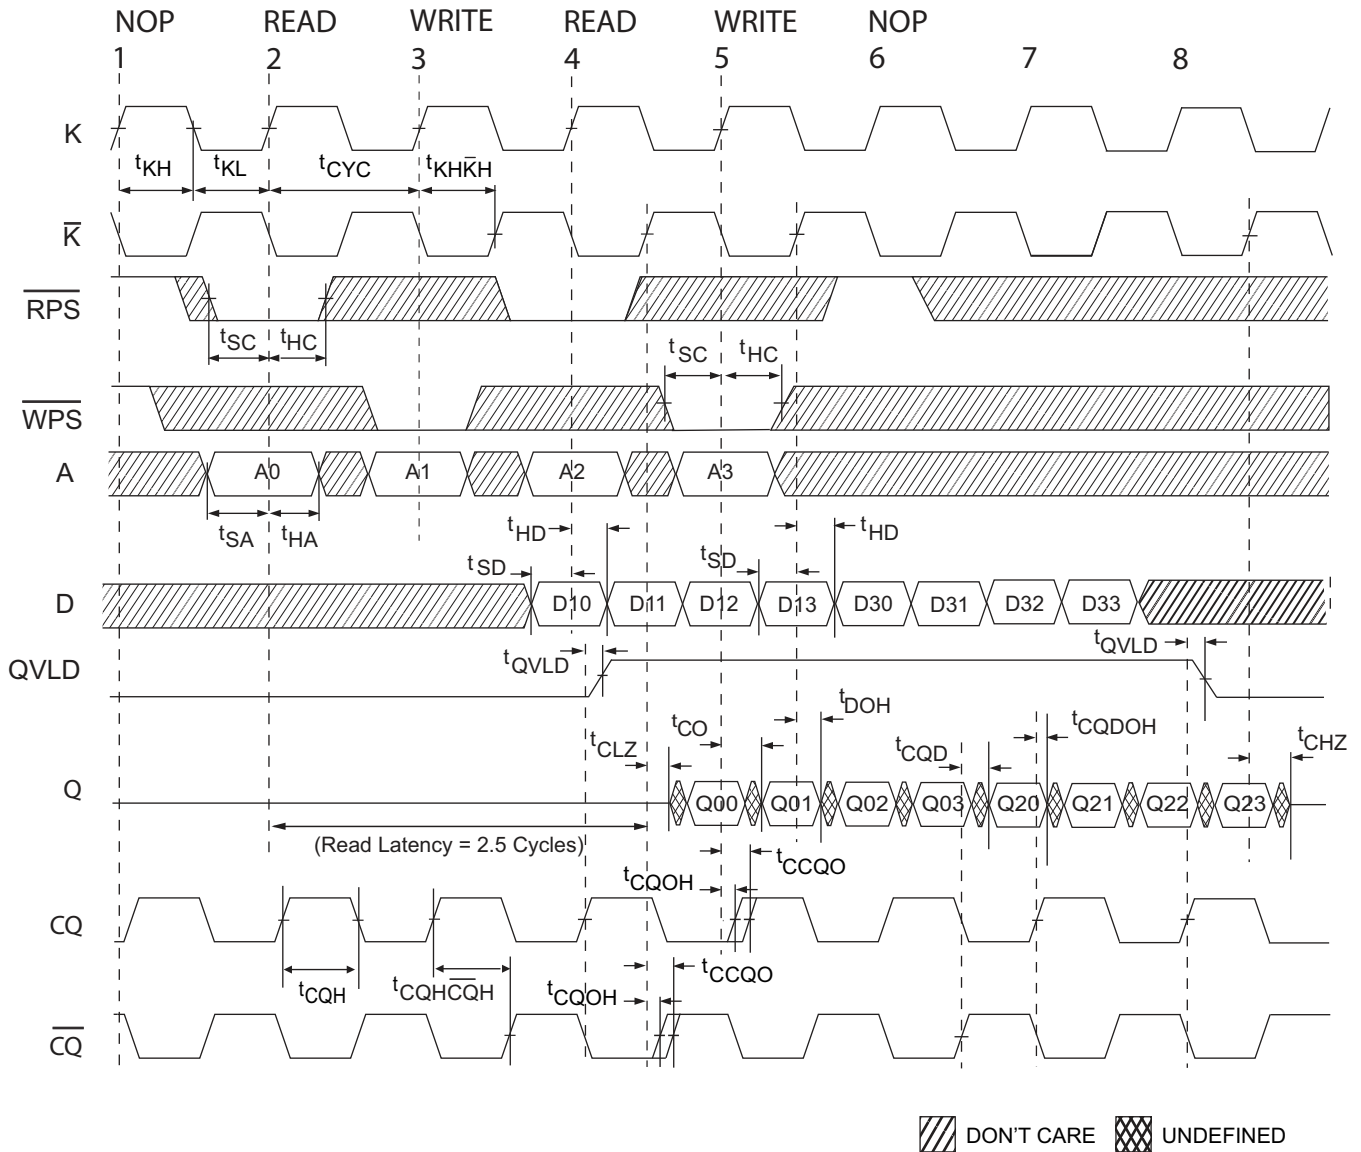 NOP READ WRITE READ WRITE NOP
1 2 3 4 5 6 7 8
K
tKH tKL tCYC tKHK̅H
K̅
R̅P̅S̅
tSC tHC tSC tHC
W̅P̅S̅
A A0 A1 A2 A3
tSA tHA tHD tHD
tSD tSD
D D10 D11 D12 D13 D30 D31 D32 D33
tQVLD tQVLD
QVLD
tDOH
tCO tCQDOH
tCLZ tCQD tCHZ
Q Q00 Q01 Q02 Q03 Q20 Q21 Q22 Q23
(Read Latency = 2.5 Cycles)
tCCQO
tCQOH
CQ
tCCQO
tCQH tCQHC̅Q̅H tCQOH
C̅Q̅
DON'T CARE UNDEFINED